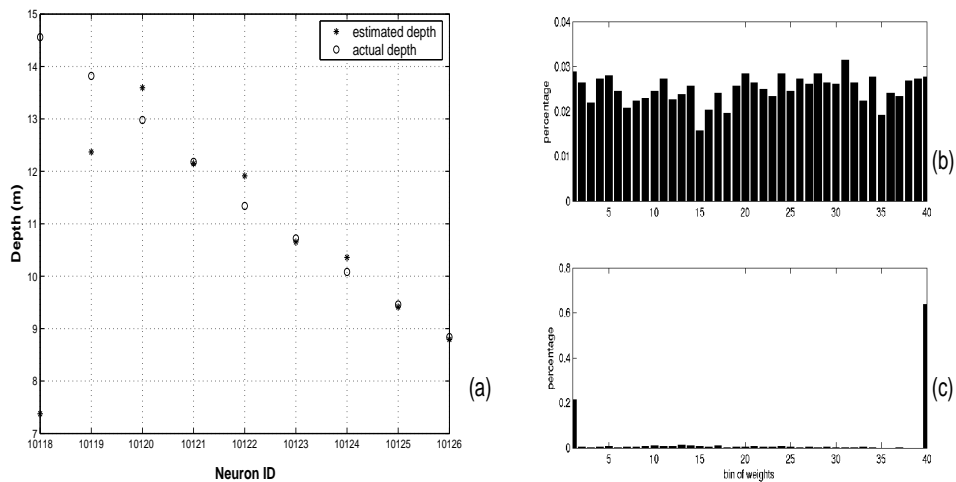 15
14
13
12
11
10
9
8
7
Depth (m)
estimated depth
actual depth
10118 10119 10120 10121 10122 10123 10124 10125 10126
Neuron ID
(a)
0.04
0.03
0.02
0.01
0
percentage
5 10 15 20 25 30 35 40
(b)
0.8
0.6
0.4
0.2
0
percentage
5 10 15 20 25 30 35 40
bin of weights
(c)